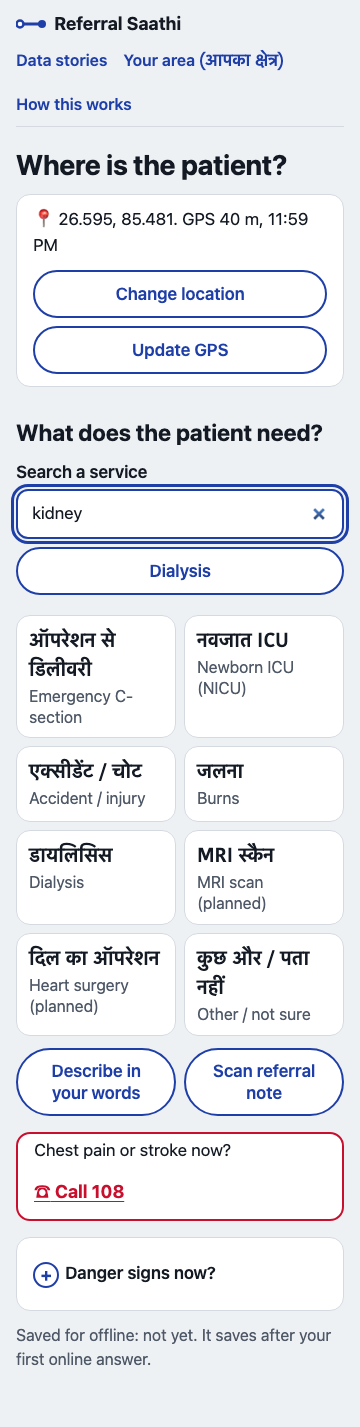 Referral Saathi
Data stories Your area (आपका क्षेत्र)
How this works
Where is the patient?
📍 26.595, 85.481. GPS 40 m, 11:59
PM
Change location
Update GPS
What does the patient need?
Search a service
kidney ×
Dialysis
ऑपरेशन से
डिलीवरी
Emergency C-
section
नवजात ICU
Newborn ICU
(NICU)
एक्सीडेंट / चोट
Accident / injury
जलना
Burns
डायलिसिस
Dialysis
MRI स्कैन
MRI scan
(planned)
दिल का ऑपरेशन
Heart surgery
(planned)
कुछ और / पता
नहीं
Other / not sure
Describe in
your words
Scan referral
note
Chest pain or stroke now?
☎ Call 108
+ Danger signs now?
Saved for offline: not yet. It saves after your
first online answer.